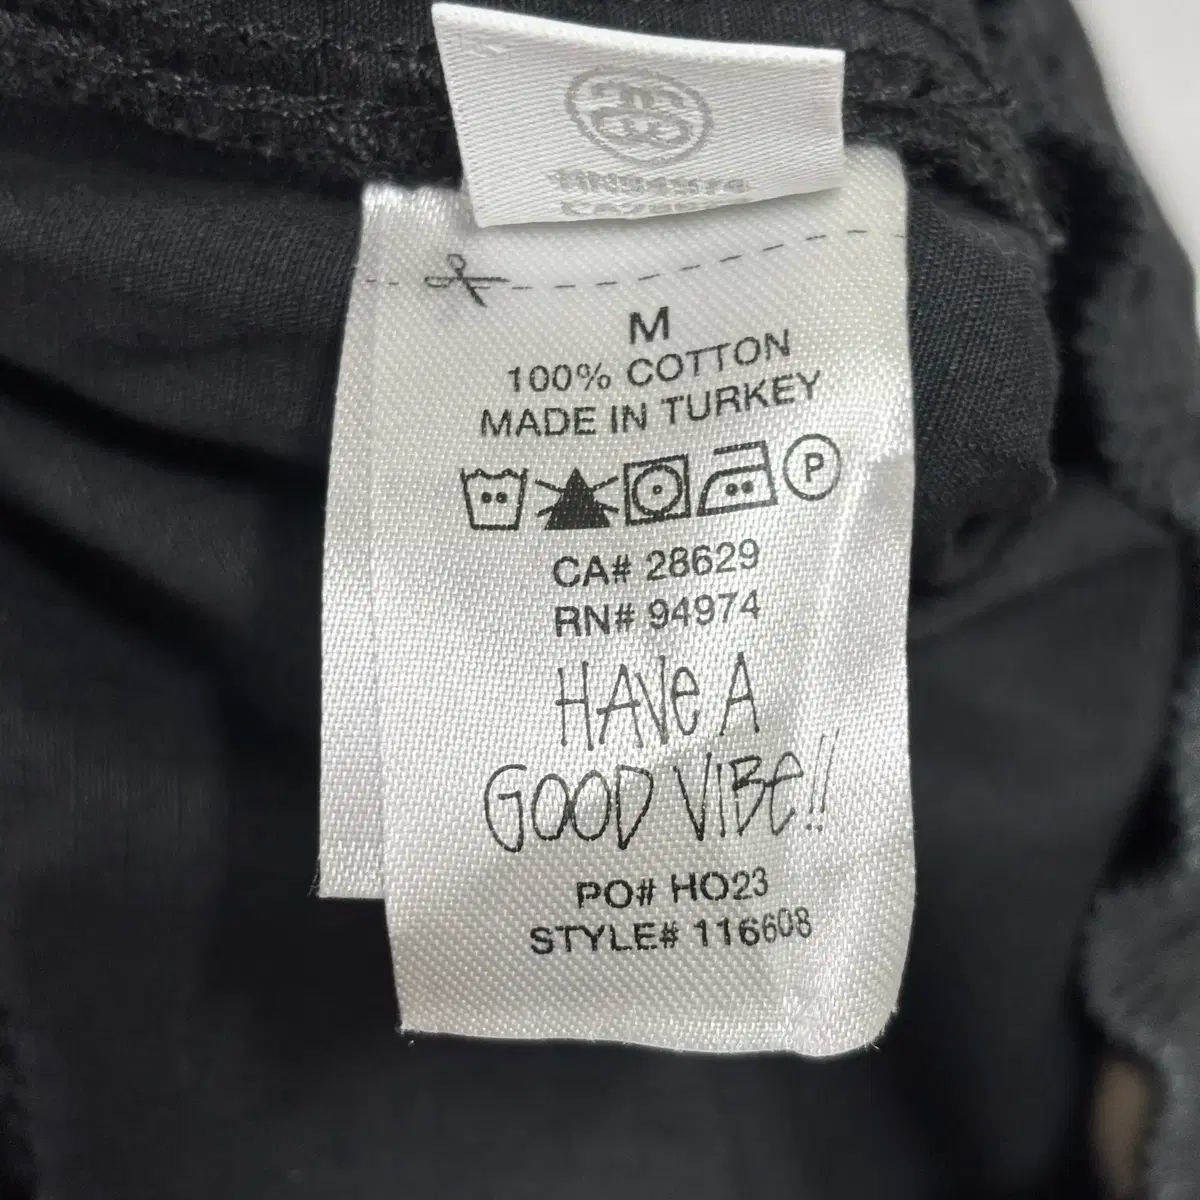 M
100% COTTON
MADE IN TURKEY
P
CA# 28629
RN# 94974
HAVE A
GOOD VIBE!!
PO# HO23
STYLE# 116608